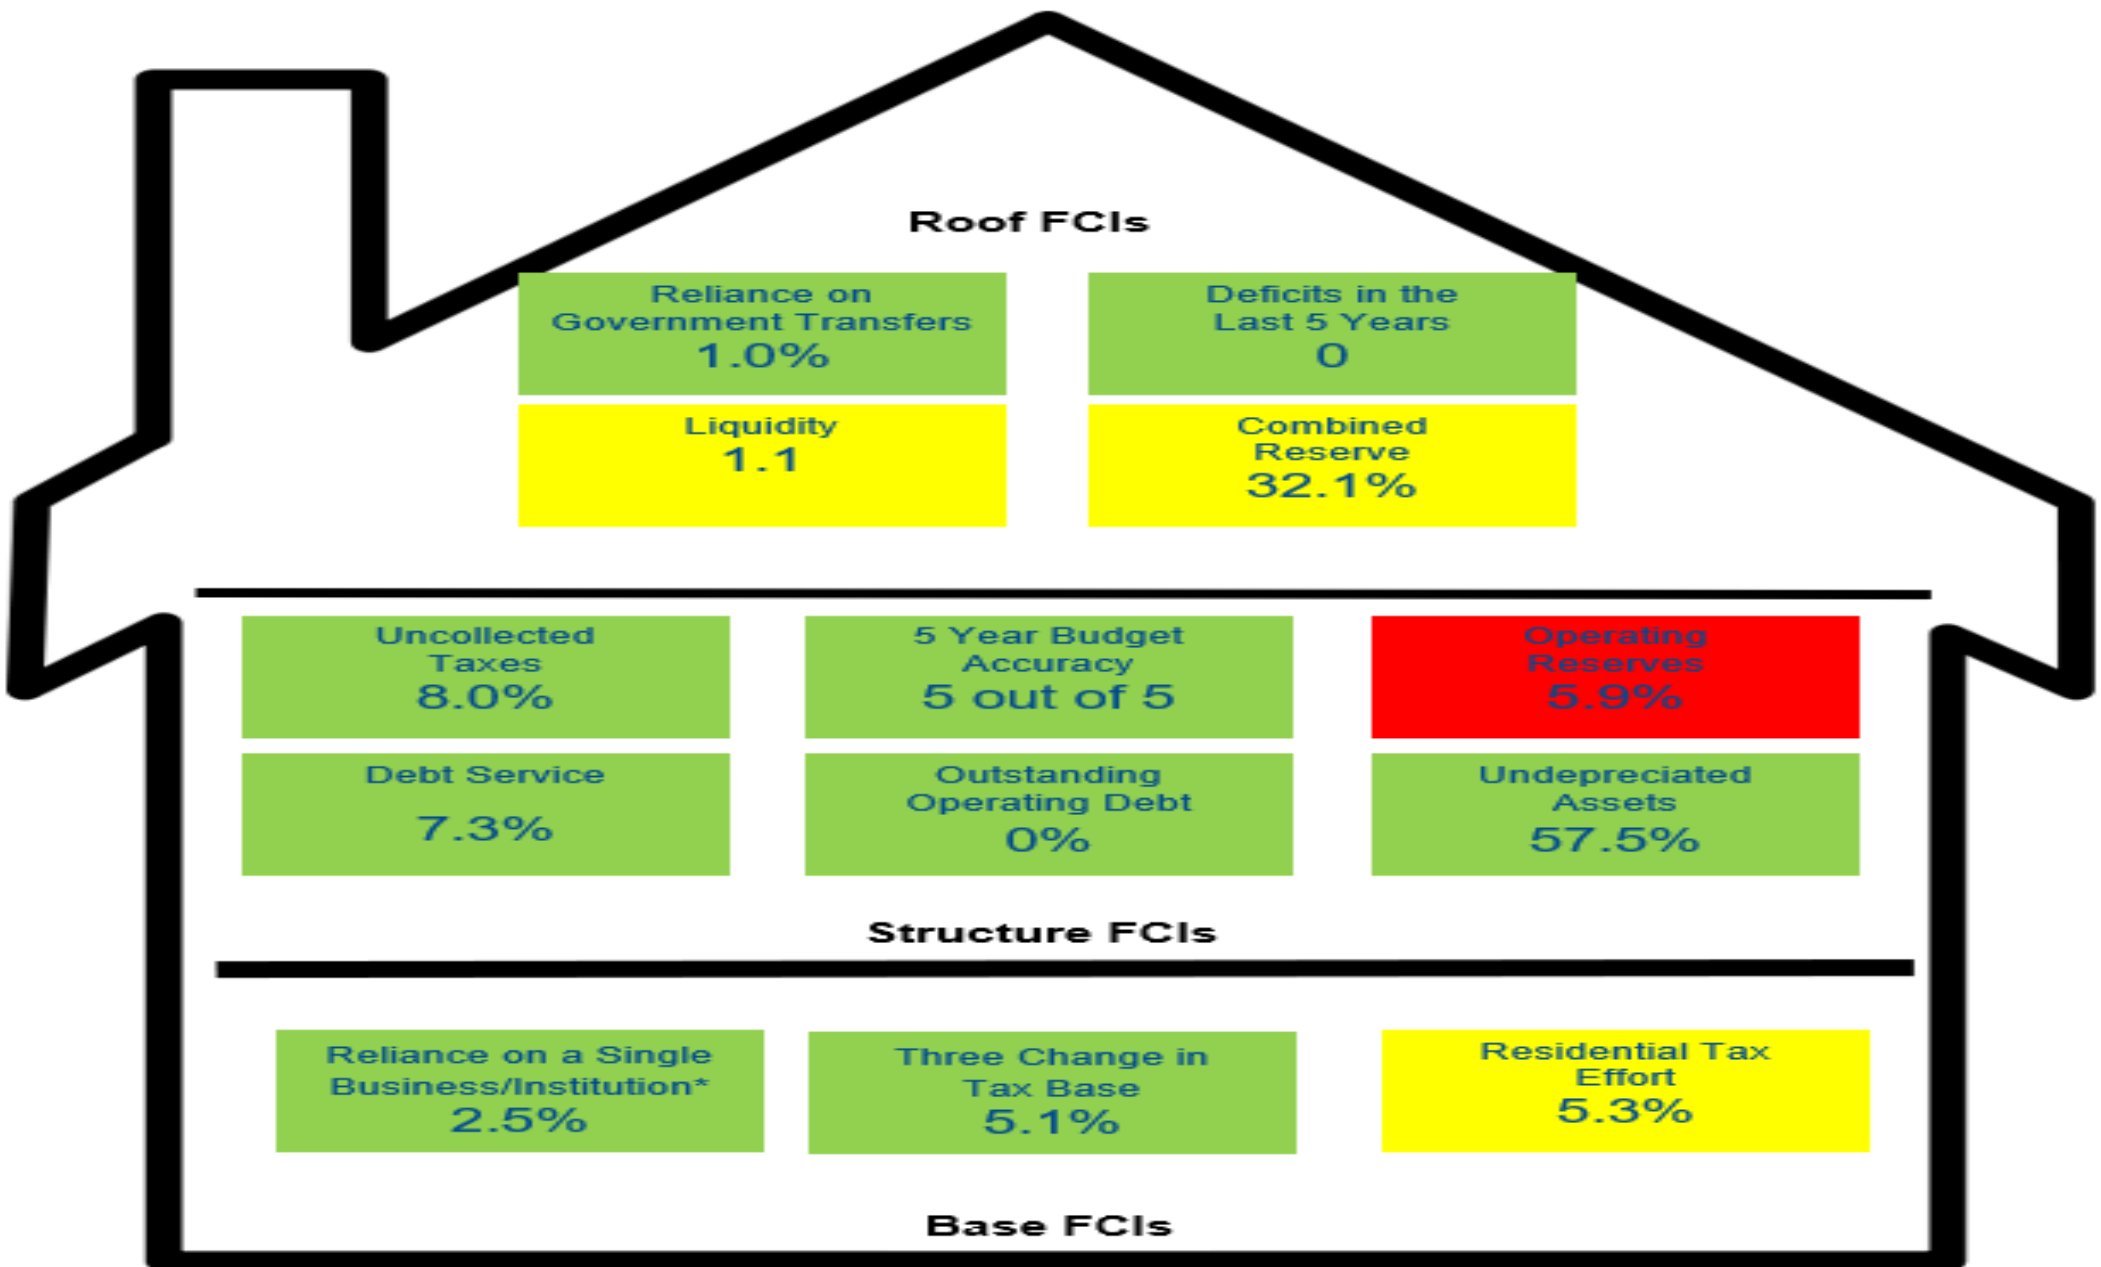 Roof FCIs
Reliance on
Government Transfers
1.0%
Deficits in the
Last 5 Years
0
Liquidity
1.1
Combined
Reserve
32.1%
Uncollected
Taxes
8.0%
5 Year Budget
Accuracy
5 out of 5
Operating
Reserves
5.9%
Debt Service
7.3%
Outstanding
Operating Debt
0%
Undepreciated
Assets
57.5%
Structure FCIs
Reliance on a Single
Business/Institution*
2.5%
Three Change in
Tax Base
5.1%
Residential Tax
Effort
5.3%
Base FCIs